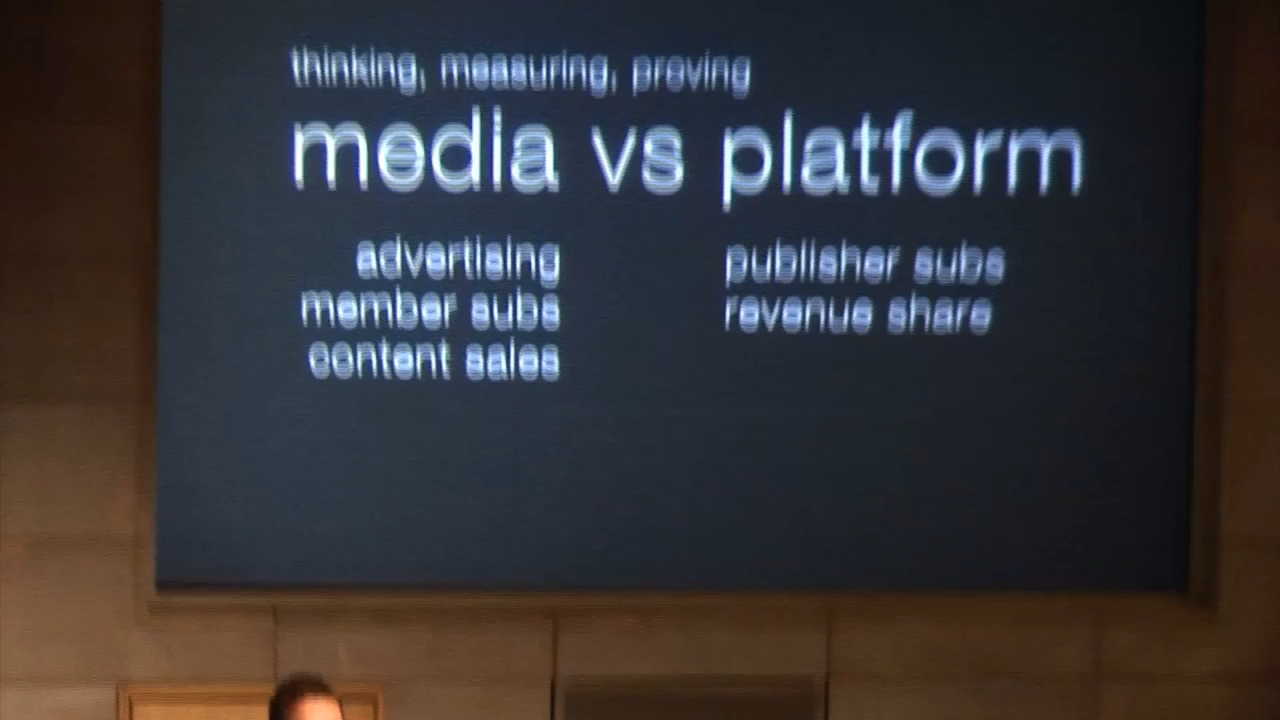 thinking, measuring, proving
media vs platform
advertising
member subs
content sales
publisher subs
revenue share